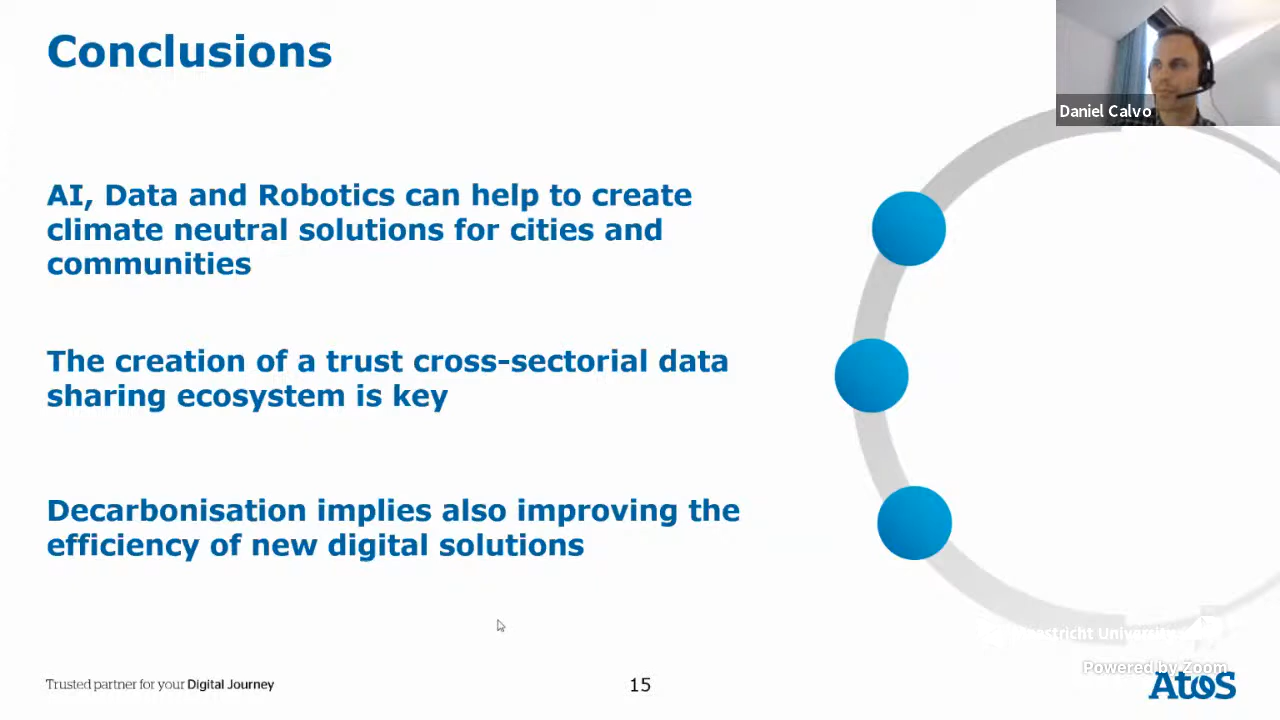 Conclusions
Daniel Calvo
AI, Data and Robotics can help to create
climate neutral solutions for cities and
communities
The creation of a trust cross-sectorial data
sharing ecosystem is key
Decarbonisation implies also improving the
efficiency of new digital solutions
Maastricht University
Powered by Zoom
Trusted partner for your Digital Journey
15
Atos